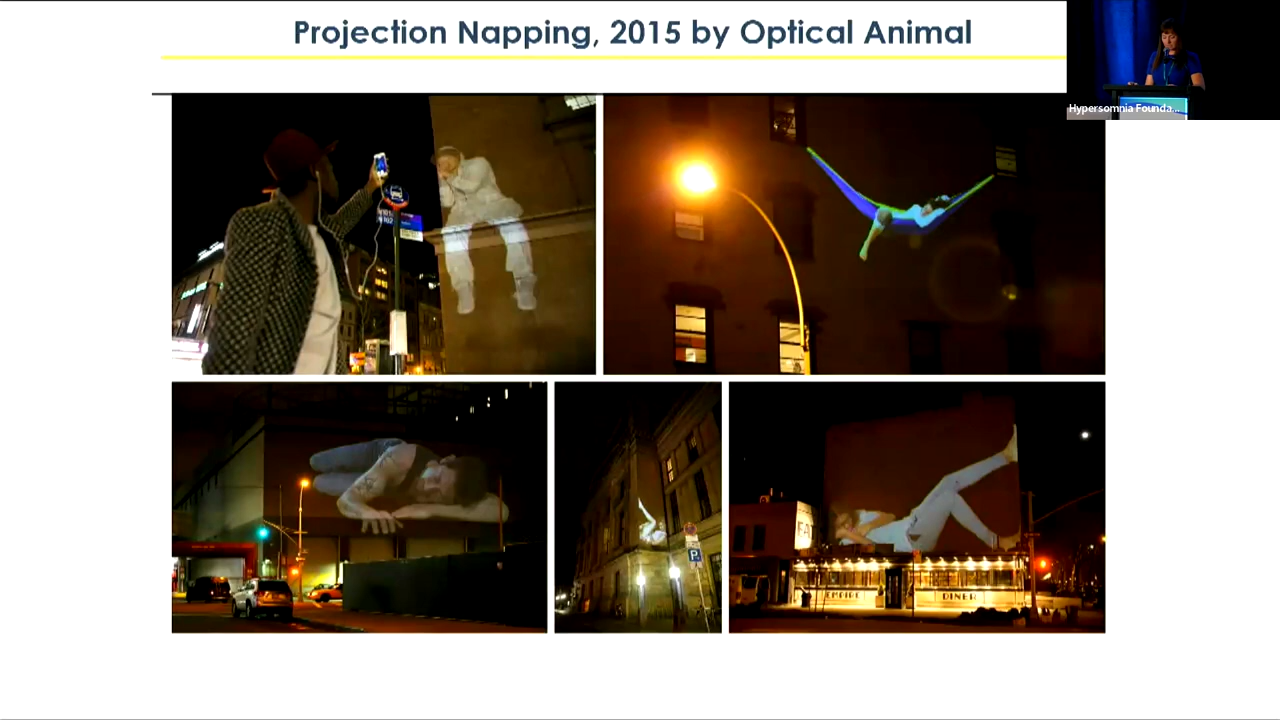 Projection Napping, 2015 by Optical Animal
Hypersomnia Founda...
P
EMPIRE
DINER